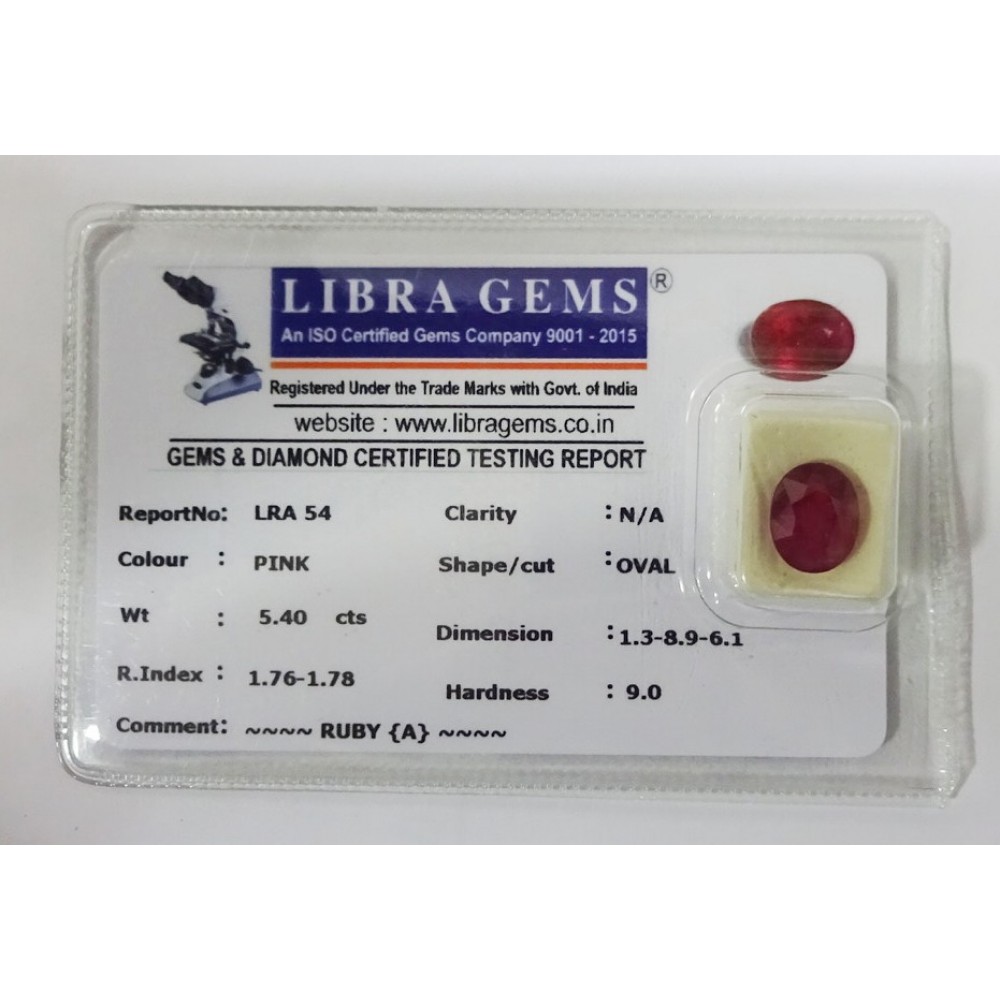 LIBRA GEMS ®
An ISO Certified Gems Company 9001 - 2015
Registered Under the Trade Marks with Govt. of India
website : www.libragems.co.in
GEMS & DIAMOND CERTIFIED TESTING REPORT
ReportNo: LRA 54 Clarity : N/A
Colour : PINK Shape/cut : OVAL
Wt : 5.40 cts Dimension : 1.3-8.9-6.1
R.Index : 1.76-1.78 Hardness : 9.0
Comment: ~~~~ RUBY {A} ~~~~